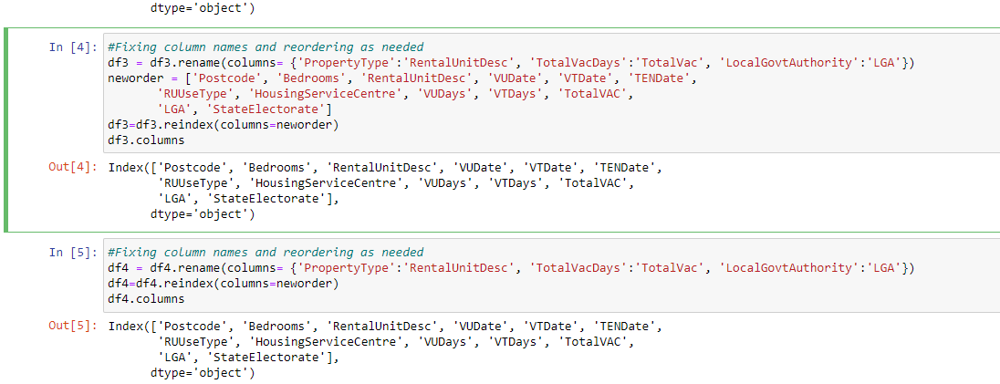 dtype='object')
In [4]: #Fixing column names and reordering as needed
df3 = df3.rename(columns= {'PropertyType':'RentalUnitDesc', 'TotalVacDays':'TotalVac', 'LocalGovtAuthority':'LGA'})
neworder = ['Postcode', 'Bedrooms', 'RentalUnitDesc', 'VUDate', 'VTDate', 'TENDate',
'RUUseType', 'HousingServiceCentre', 'VUDays', 'VTDays', 'TotalVAC',
'LGA', 'StateElectorate']
df3=df3.reindex(columns=neworder)
df3.columns
Out[4]: Index(['Postcode', 'Bedrooms', 'RentalUnitDesc', 'VUDate', 'VTDate', 'TENDate',
'RUUseType', 'HousingServiceCentre', 'VUDays', 'VTDays', 'TotalVAC',
'LGA', 'StateElectorate'],
dtype='object')
In [5]: #Fixing column names and reordering as needed
df4 = df4.rename(columns= {'PropertyType':'RentalUnitDesc', 'TotalVacDays':'TotalVac', 'LocalGovtAuthority':'LGA'})
df4=df4.reindex(columns=neworder)
df4.columns
Out[5]: Index(['Postcode', 'Bedrooms', 'RentalUnitDesc', 'VUDate', 'VTDate', 'TENDate',
'RUUseType', 'HousingServiceCentre', 'VUDays', 'VTDays', 'TotalVAC',
'LGA', 'StateElectorate'],
dtype='object')